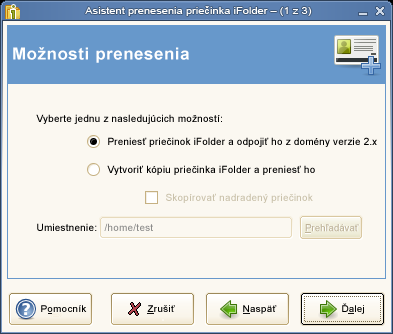 Asistent prenesenia priečinka iFolder – (1 z 3)
Možnosti prenesenia
Vyberte jednu z nasledujúcich možností:
Preniesť priečinok iFolder a odpojiť ho z domény verzie 2.x
Vytvoriť kópiu priečinka iFolder a preniesť ho
Skopírovať nadradený priečinok
Umiestnenie: /home/test Prehľadávať
Pomocník Zrušiť Naspäť Ďalej